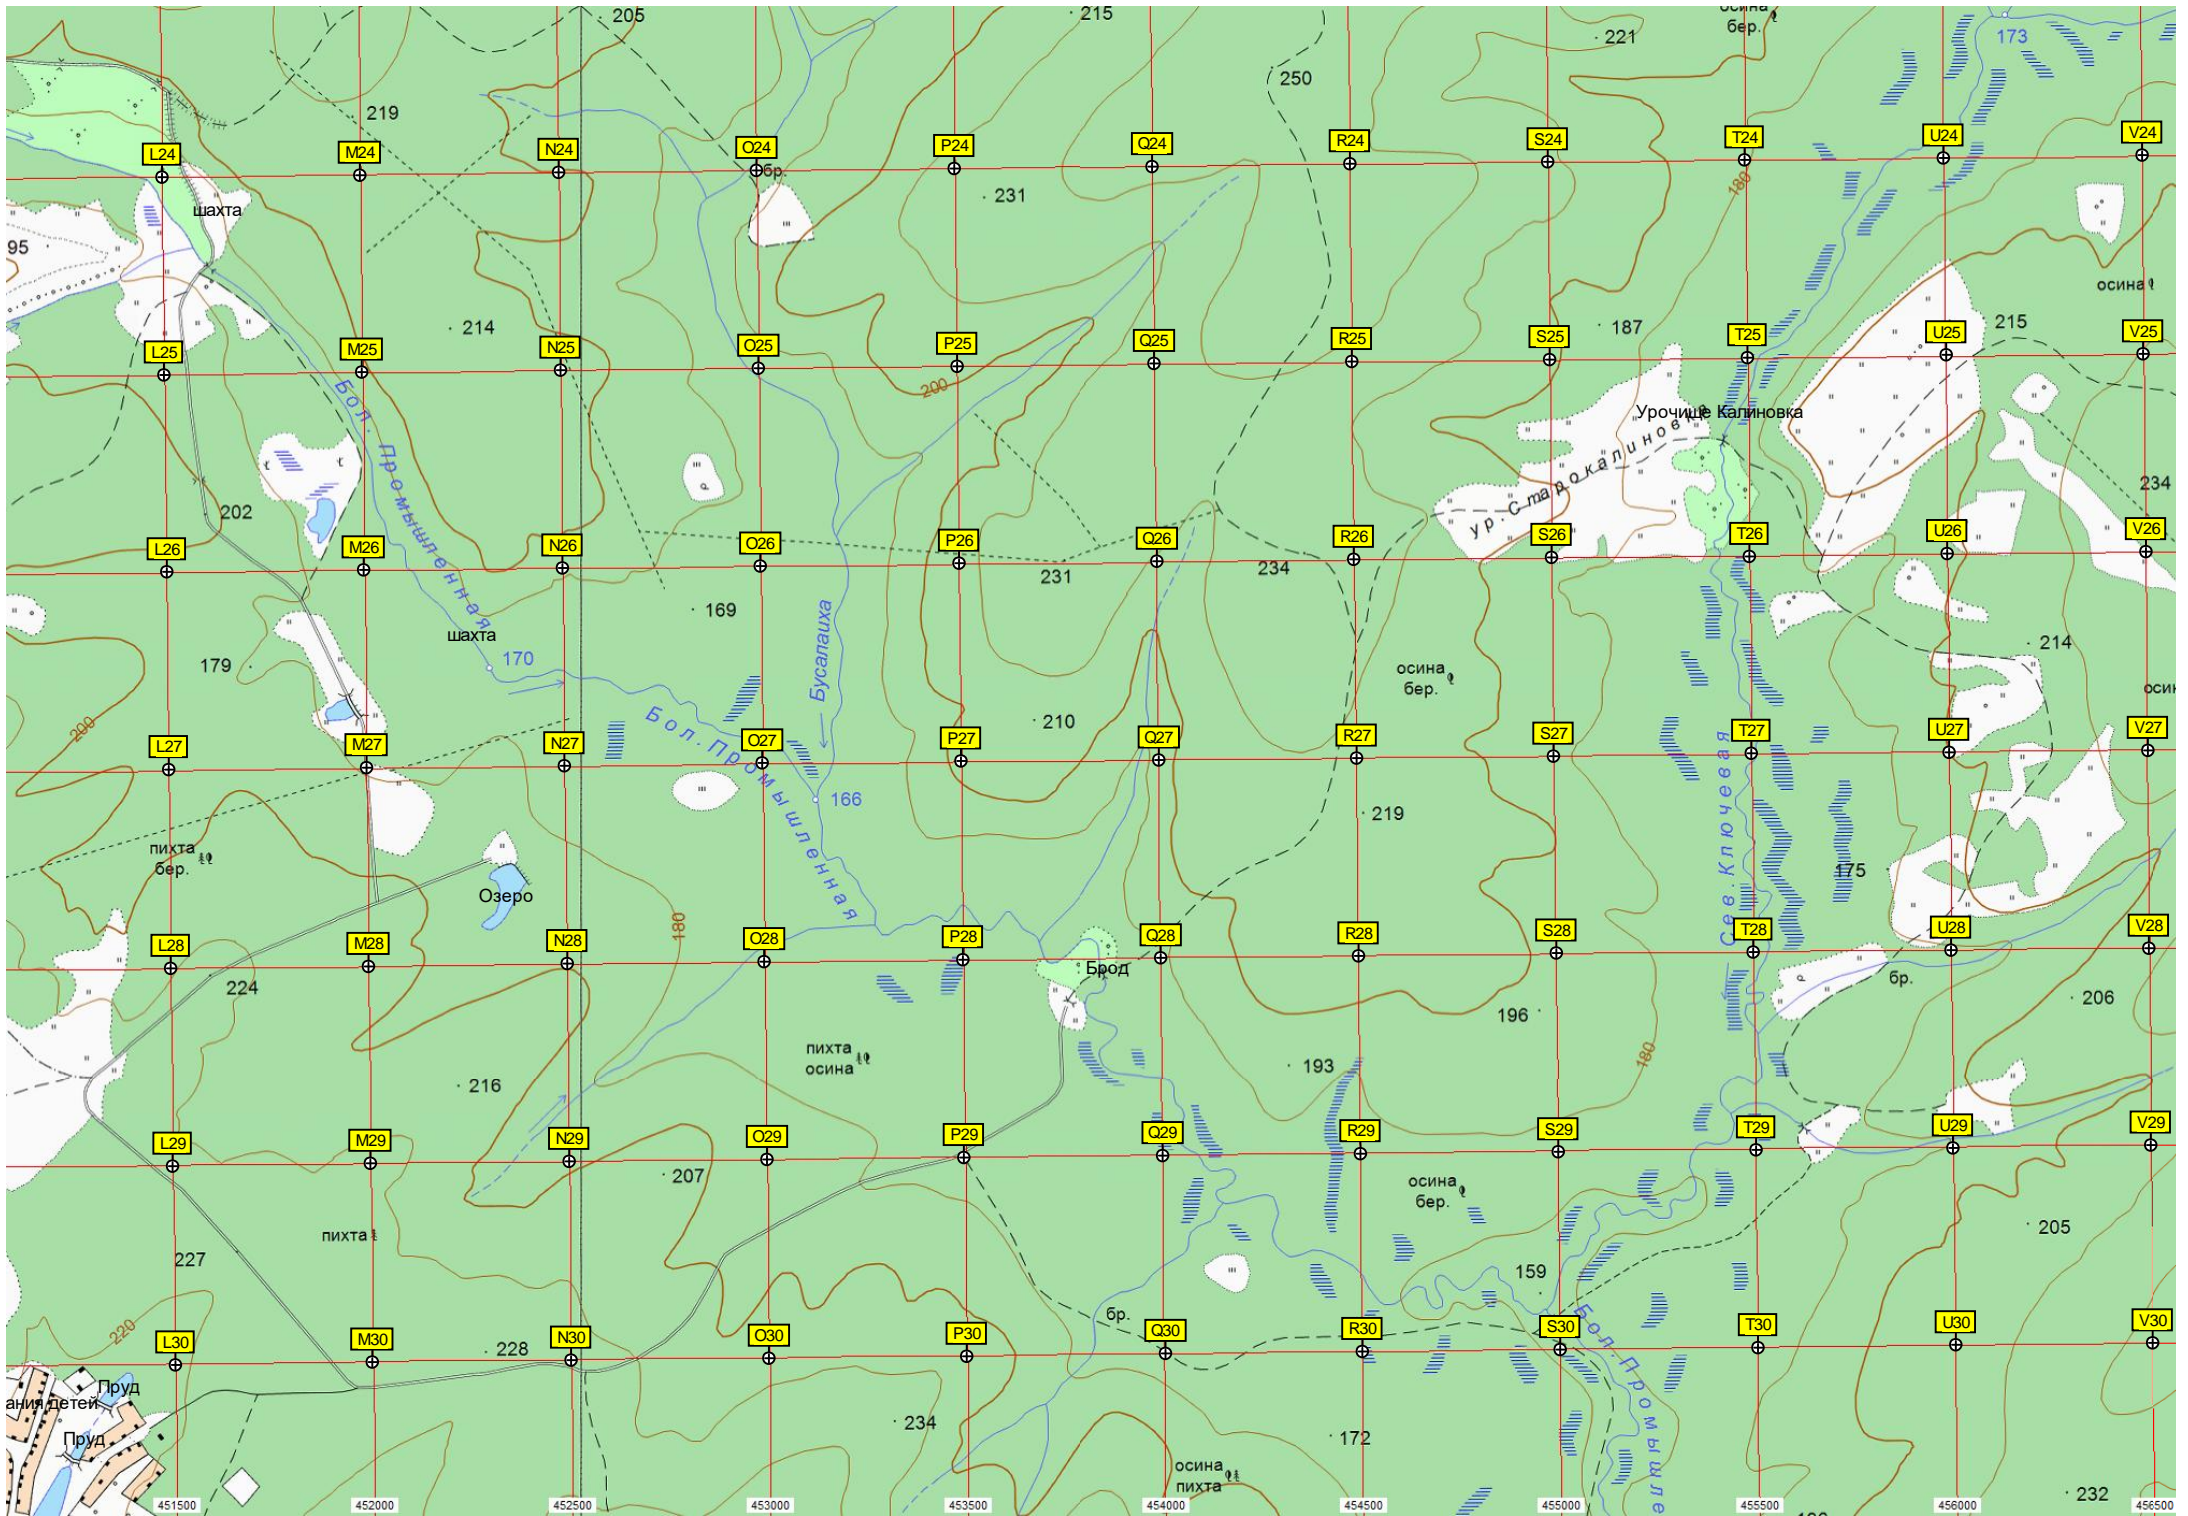 205
215
221
осина
бер.
173
219
250
L24
M24
N24
O24
P24
Q24
R24
S24
T24
U24
V24
бр.
180
шахта
231
95
осина
214
187
215
L25
M25
N25
O25
P25
Q25
R25
S25
T25
U25
V25
200
Бол. Промышленная
Урочище Калиновка
ур. Старокалиновка
202
234
L26
M26
N26
O26
P26
Q26
R26
S26
T26
U26
V26
231
234
169
Бусалаиха
шахта
170
179
214
осина
бер.
осин
200
210
Бол. Промышленная
L27
M27
N27
O27
P27
Q27
R27
S27
T27
U27
V27
Сев. Ключевая
166
219
пихта
бер.
175
Озеро
180
L28
M28
N28
O28
P28
Q28
R28
S28
T28
U28
V28
Брод
бр.
224
206
196
пихта
осина
180
193
216
L29
M29
N29
O29
P29
Q29
R29
S29
T29
U29
V29
207
осина
бер.
205
пихта
227
159
бр.
220
L30
M30
N30
O30
P30
Q30
R30
S30
T30
U30
V30
228
Бол. Промышле
Пруд
ания детей
234
Пруд
172
осина
пихта
232
451500
452000
452500
453000
453500
454000
454500
455000
455500
456000
456500